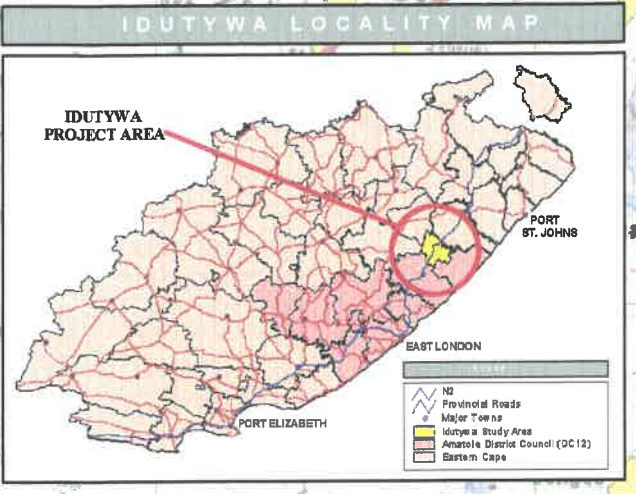 IDUTYWA LOCALITY MAP
IDUTYWA
PROJECT AREA
PORT
ST. JOHNS
EAST LONDON
PORT ELIZABETH
N2
Provincial Roads
Major Towns
Idutywa Study Area
Amatole District Council (DC12)
Eastern Cape